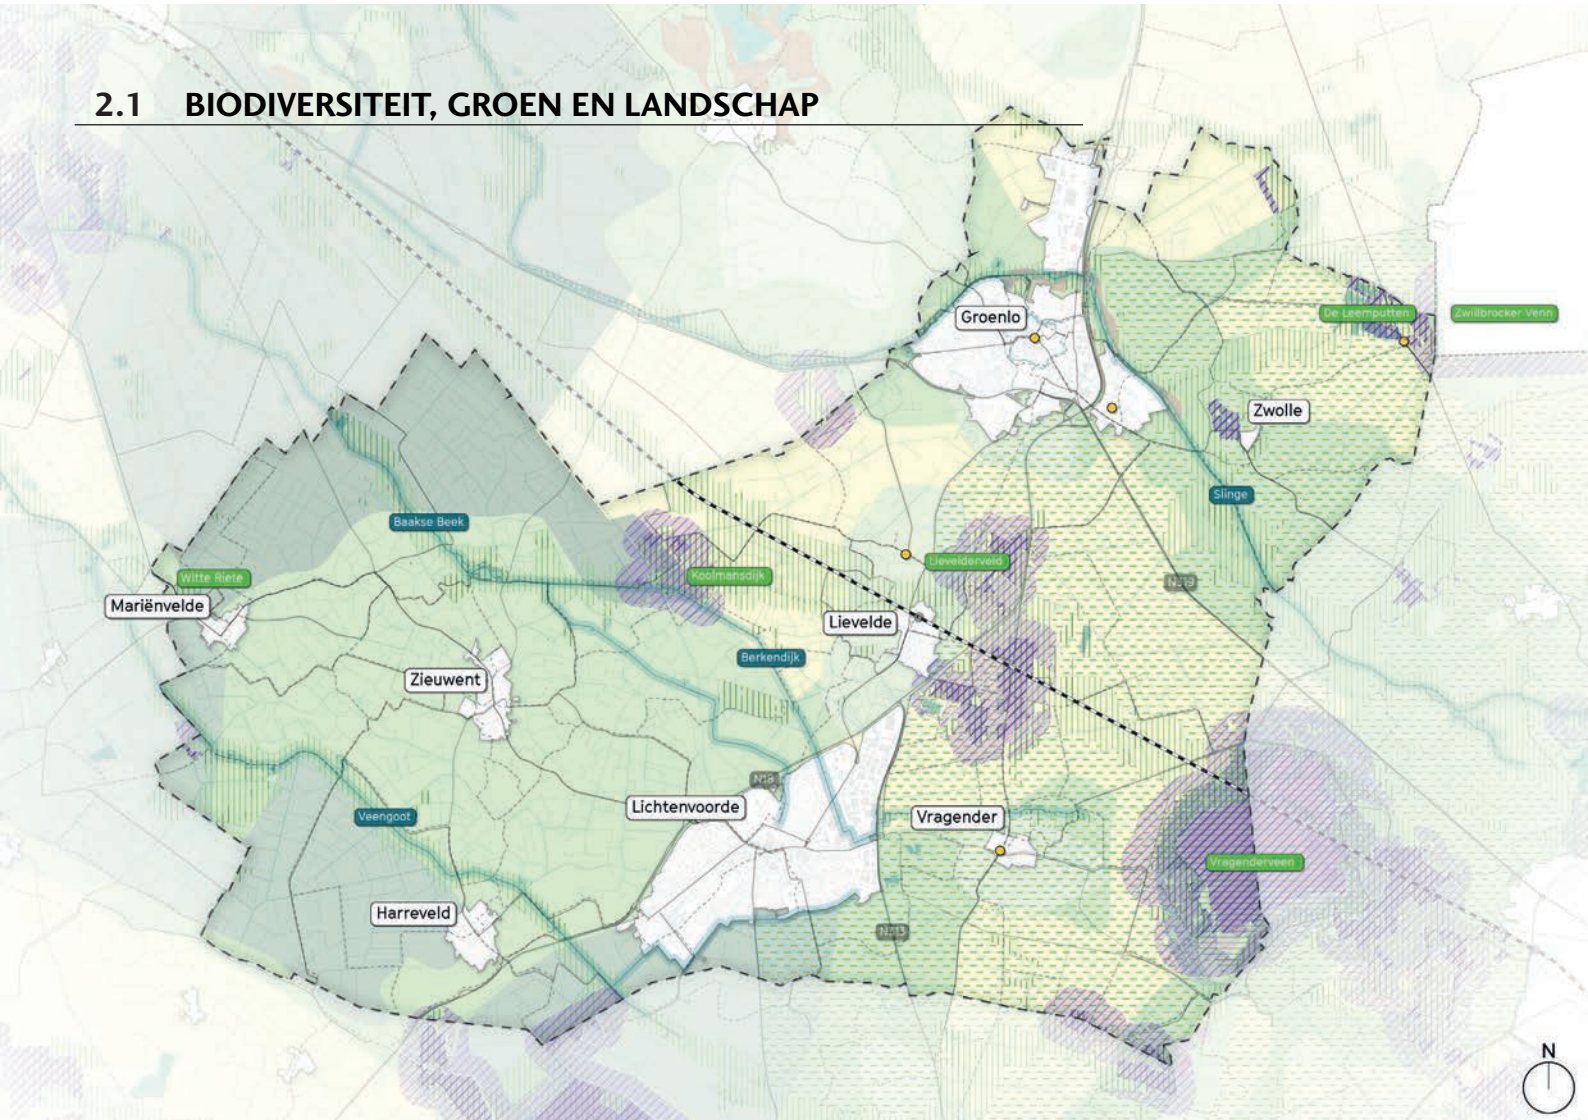 2.1 BIODIVERSITEIT, GROEN EN LANDSCHAP
Groenlo
De Leemputten
Zwillbrocker Venn
Zwolle
Slinge
Baakse Beek
Lievelderveld
Witte Riete
Koolmansdijk
N319
Mariënvelde
Lievelde
Berkendijk
Zieuwent
N18
Lichtenvoorde
Veengoot
Vragender
Vragenderveen
Harreveld
N313
N